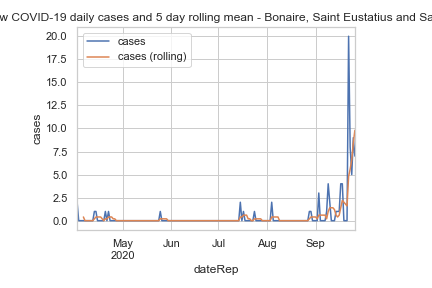 w COVID-19 daily cases and 5 day rolling mean - Bonaire, Saint Eustatius and Sa
cases
cases (rolling)
20.0
17.5
15.0
12.5
10.0
7.5
5.0
2.5
0.0
cases
May
2020
Jun
Jul
Aug
Sep
dateRep